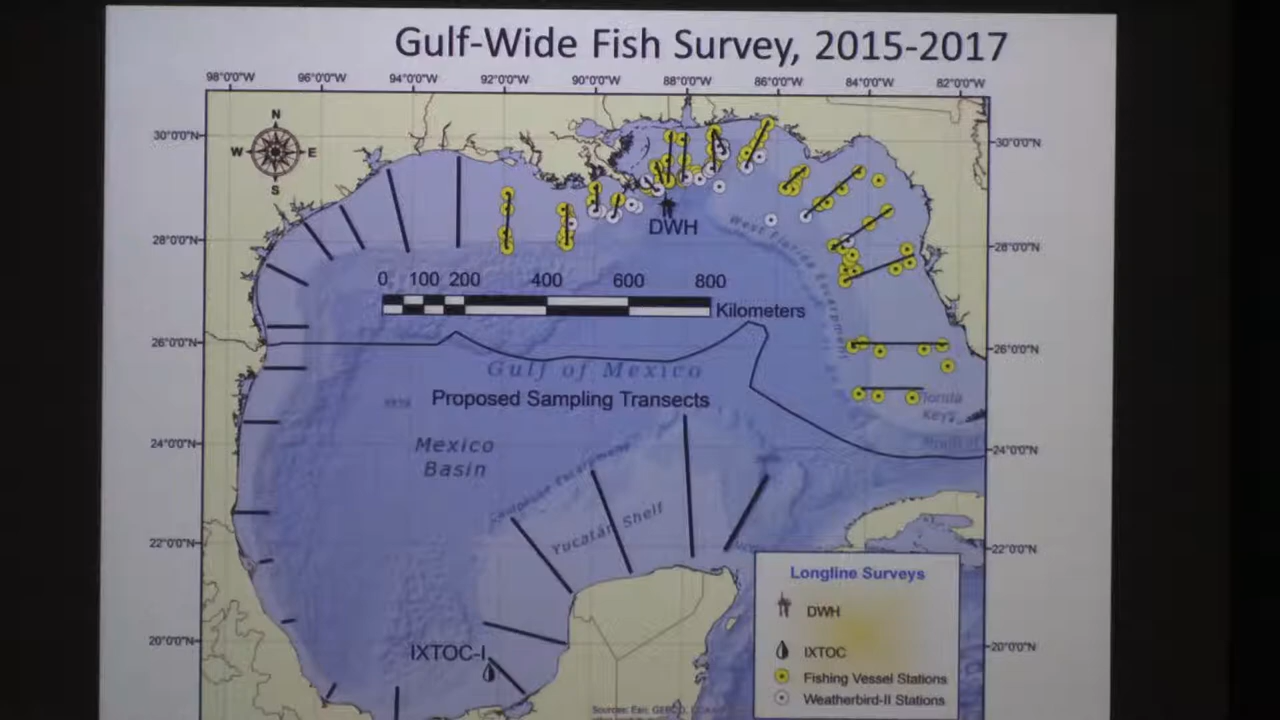 Gulf-Wide Fish Survey, 2015-2017
98°0'0"W 96°0'0"W 94°0'0"W 92°0'0"W 90°0'0"W 88°0'0"W 86°0'0"W 84°0'0"W 82°0'0"W
N
W E
S
30°0'0"N 30°0'0"N
DWH
West Florida Escarpment
28°0'0"N 28°0'0"N
0 100 200 400 600 800
Kilometers
26°0'0"N 26°0'0"N
Gulf of Mexico
Proposed Sampling Transects
Mexico
Basin
24°0'0"N 24°0'0"N
Escarpment
Yucatán Shelf
22°0'0"N 22°0'0"N
20°0'0"N 20°0'0"N
IXTOC-I
Longline Surveys
DWH
IXTOC
Fishing Vessel Stations
Weatherbird-II Stations
Sources: Esri, GEBCO,